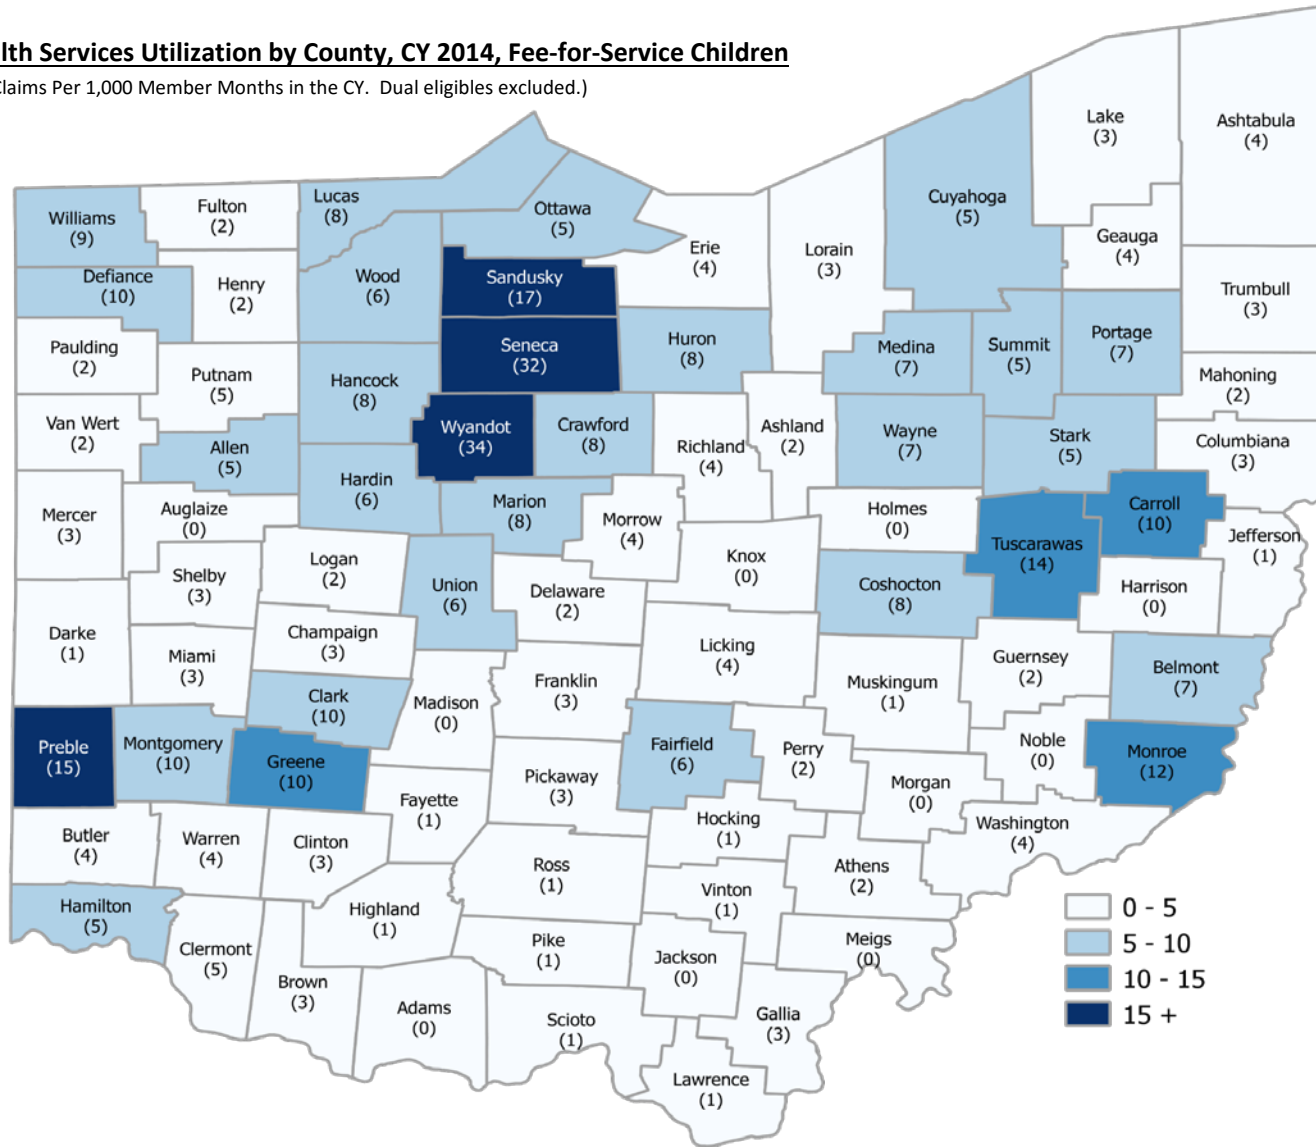 lth Services Utilization by County, CY 2014, Fee-for-Service Children
Claims Per 1,000 Member Months in the CY.  Dual eligibles excluded.)
Lake
(3)
Ashtabula
(4)
Williams
(9)
Fulton
(2)
Lucas
(8)
Ottawa
(5)
Cuyahoga
(5)
Erie
(4)
Lorain
(3)
Geauga
(4)
Defiance
(10)
Henry
(2)
Wood
(6)
Sandusky
(17)
Trumbull
(3)
Paulding
(2)
Putnam
(5)
Hancock
(8)
Seneca
(32)
Huron
(8)
Medina
(7)
Summit
(5)
Portage
(7)
Mahoning
(2)
Van Wert
(2)
Allen
(5)
Wyandot
(34)
Crawford
(8)
Richland
(4)
Ashland
(2)
Wayne
(7)
Stark
(5)
Columbiana
(3)
Hardin
(6)
Mercer
(3)
Auglaize
(0)
Marion
(8)
Morrow
(4)
Holmes
(0)
Carroll
(10)
Tuscarawas
(14)
Jefferson
(1)
Logan
(2)
Shelby
(3)
Union
(6)
Delaware
(2)
Knox
(0)
Coshocton
(8)
Harrison
(0)
Darke
(1)
Champaign
(3)
Miami
(3)
Licking
(4)
Guernsey
(2)
Belmont
(7)
Clark
(10)
Madison
(0)
Franklin
(3)
Muskingum
(1)
Preble
(15)
Montgomery
(10)
Greene
(10)
Fairfield
(6)
Perry
(2)
Noble
(0)
Monroe
(12)
Pickaway
(3)
Morgan
(0)
Fayette
(1)
Butler
(4)
Warren
(4)
Clinton
(3)
Hocking
(1)
Washington
(4)
Ross
(1)
Athens
(2)
Vinton
(1)
Hamilton
(5)
Highland
(1)
Clermont
(5)
Pike
(1)
Jackson
(0)
Meigs
(0)
Brown
(3)
Adams
(0)
Scioto
(1)
Gallia
(3)
Lawrence
(1)
0 - 5
5 - 10
10 - 15
15 +